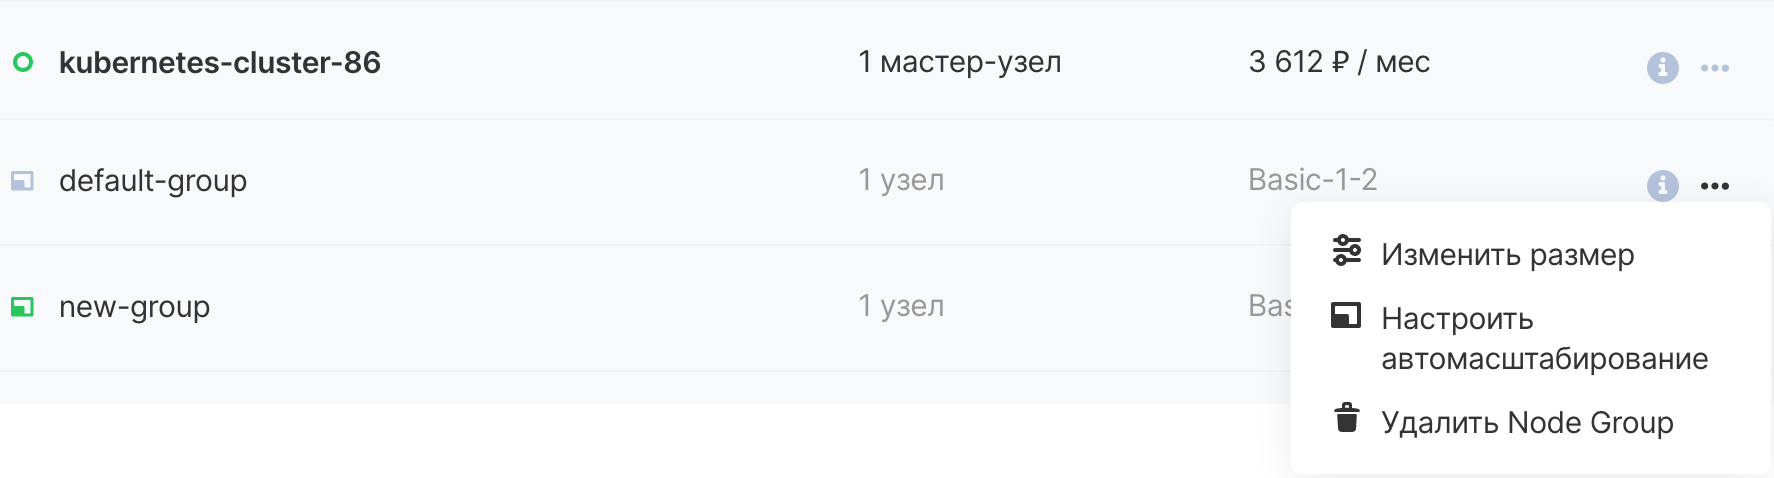 kubernetes-cluster-86 1 мастер-узел 3 612 ₽ / мес
default-group 1 узел Basic-1-2
new-group 1 узел
Изменить размер
Настроить
автомасштабирование
Удалить Node Group